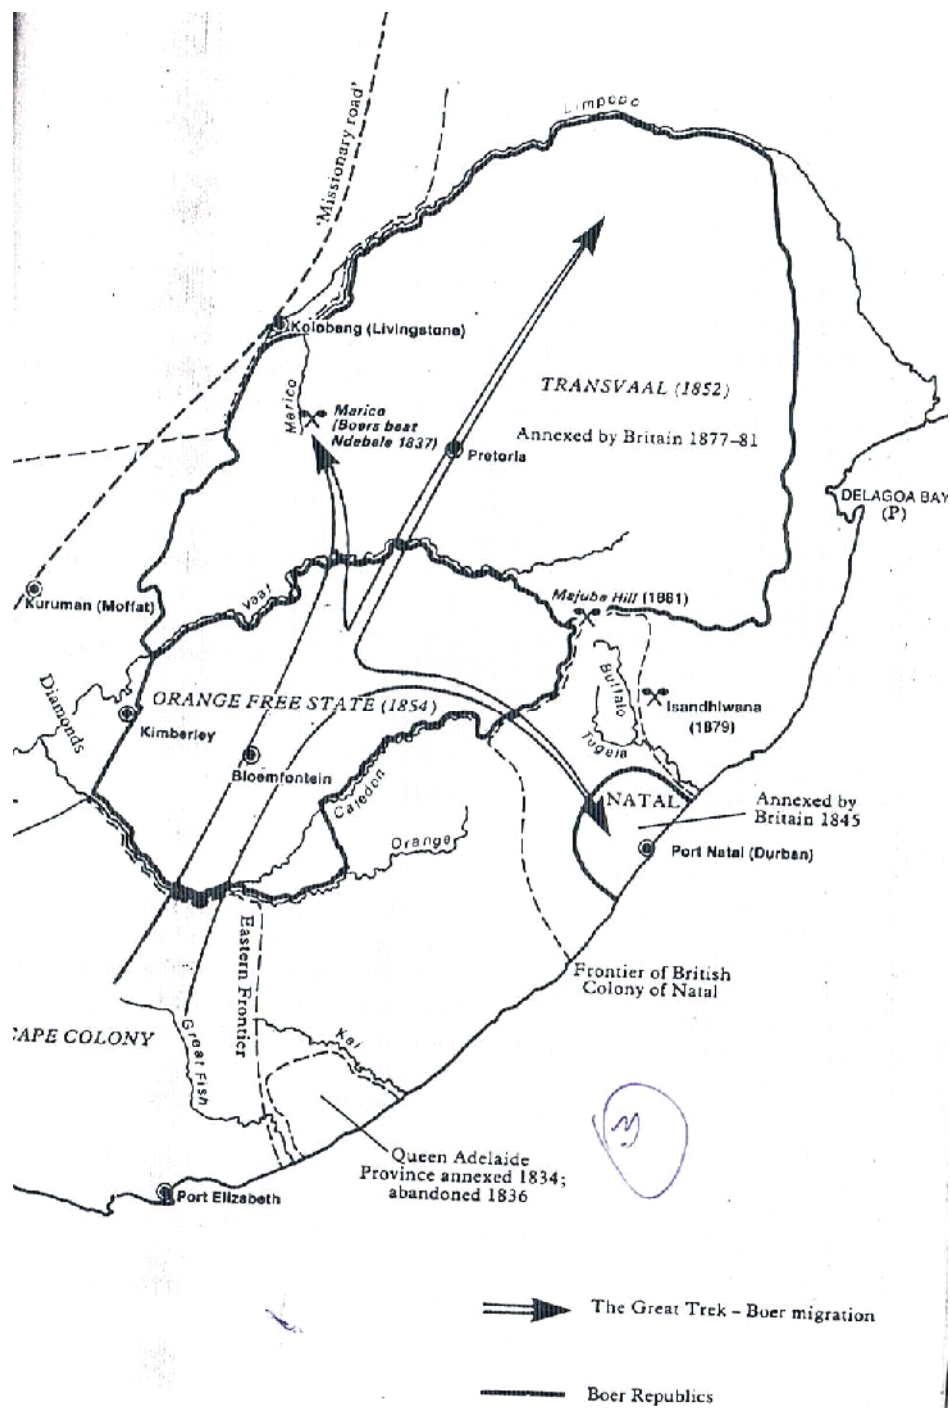 Limpopo
'Missionary road'
Kolobeng (Livingstone)
Marico
Marico
(Boers beat
Ndebele 1837)
TRANSVAAL (1852)
Annexed by Britain 1877–81
Pretoria
DELAGOA BAY
(P)
Kuruman (Moffat)
Vaal
Majuba Hill (1881)
Buffalo
Isandhlwana
(1879)
Tugela
Diamonds
ORANGE FREE STATE (1854)
Kimberley
Bloemfontein
Caledon
NATAL
Annexed by
Britain 1845
Orange
Port Natal (Durban)
Eastern Frontier
Frontier of British
Colony of Natal
CAPE COLONY
Great Fish
Kei
Queen Adelaide
Province annexed 1834;
abandoned 1836
Port Elizabeth
The Great Trek – Boer migration
Boer Republics